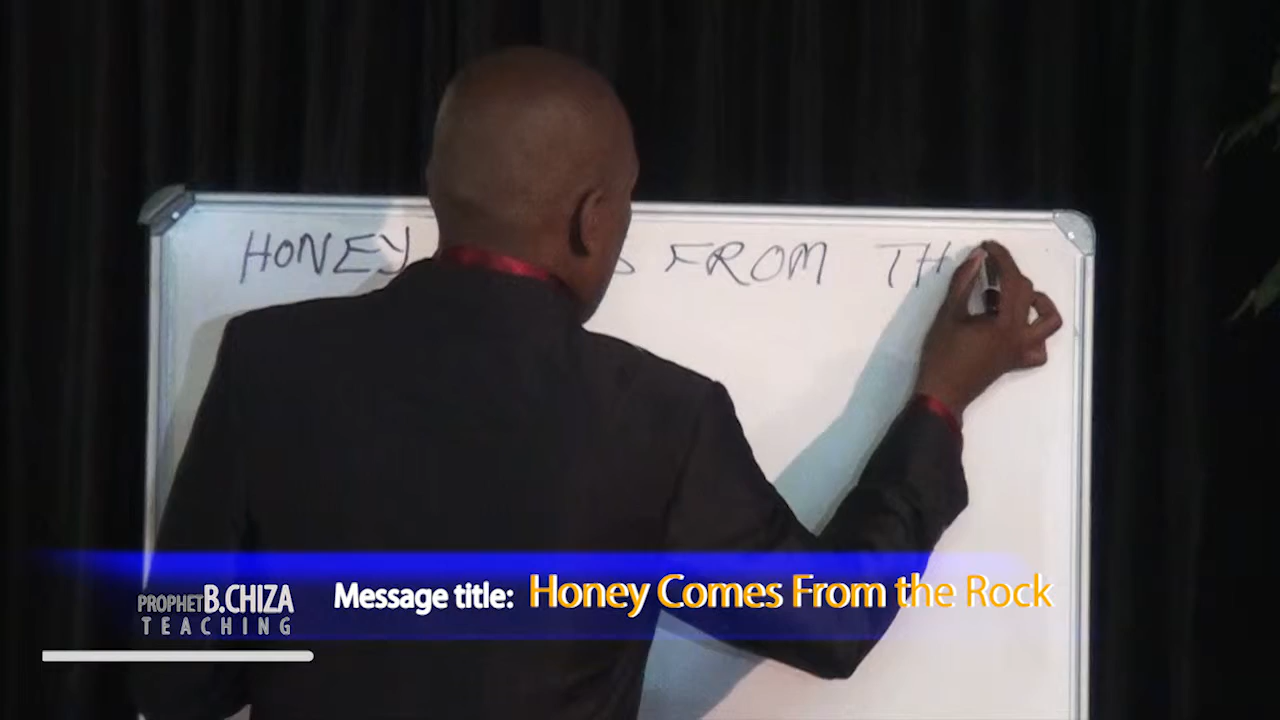 HONEY FROM TH
PROPHET B.CHIZA
TEACHING
Message title: Honey Comes From the Rock